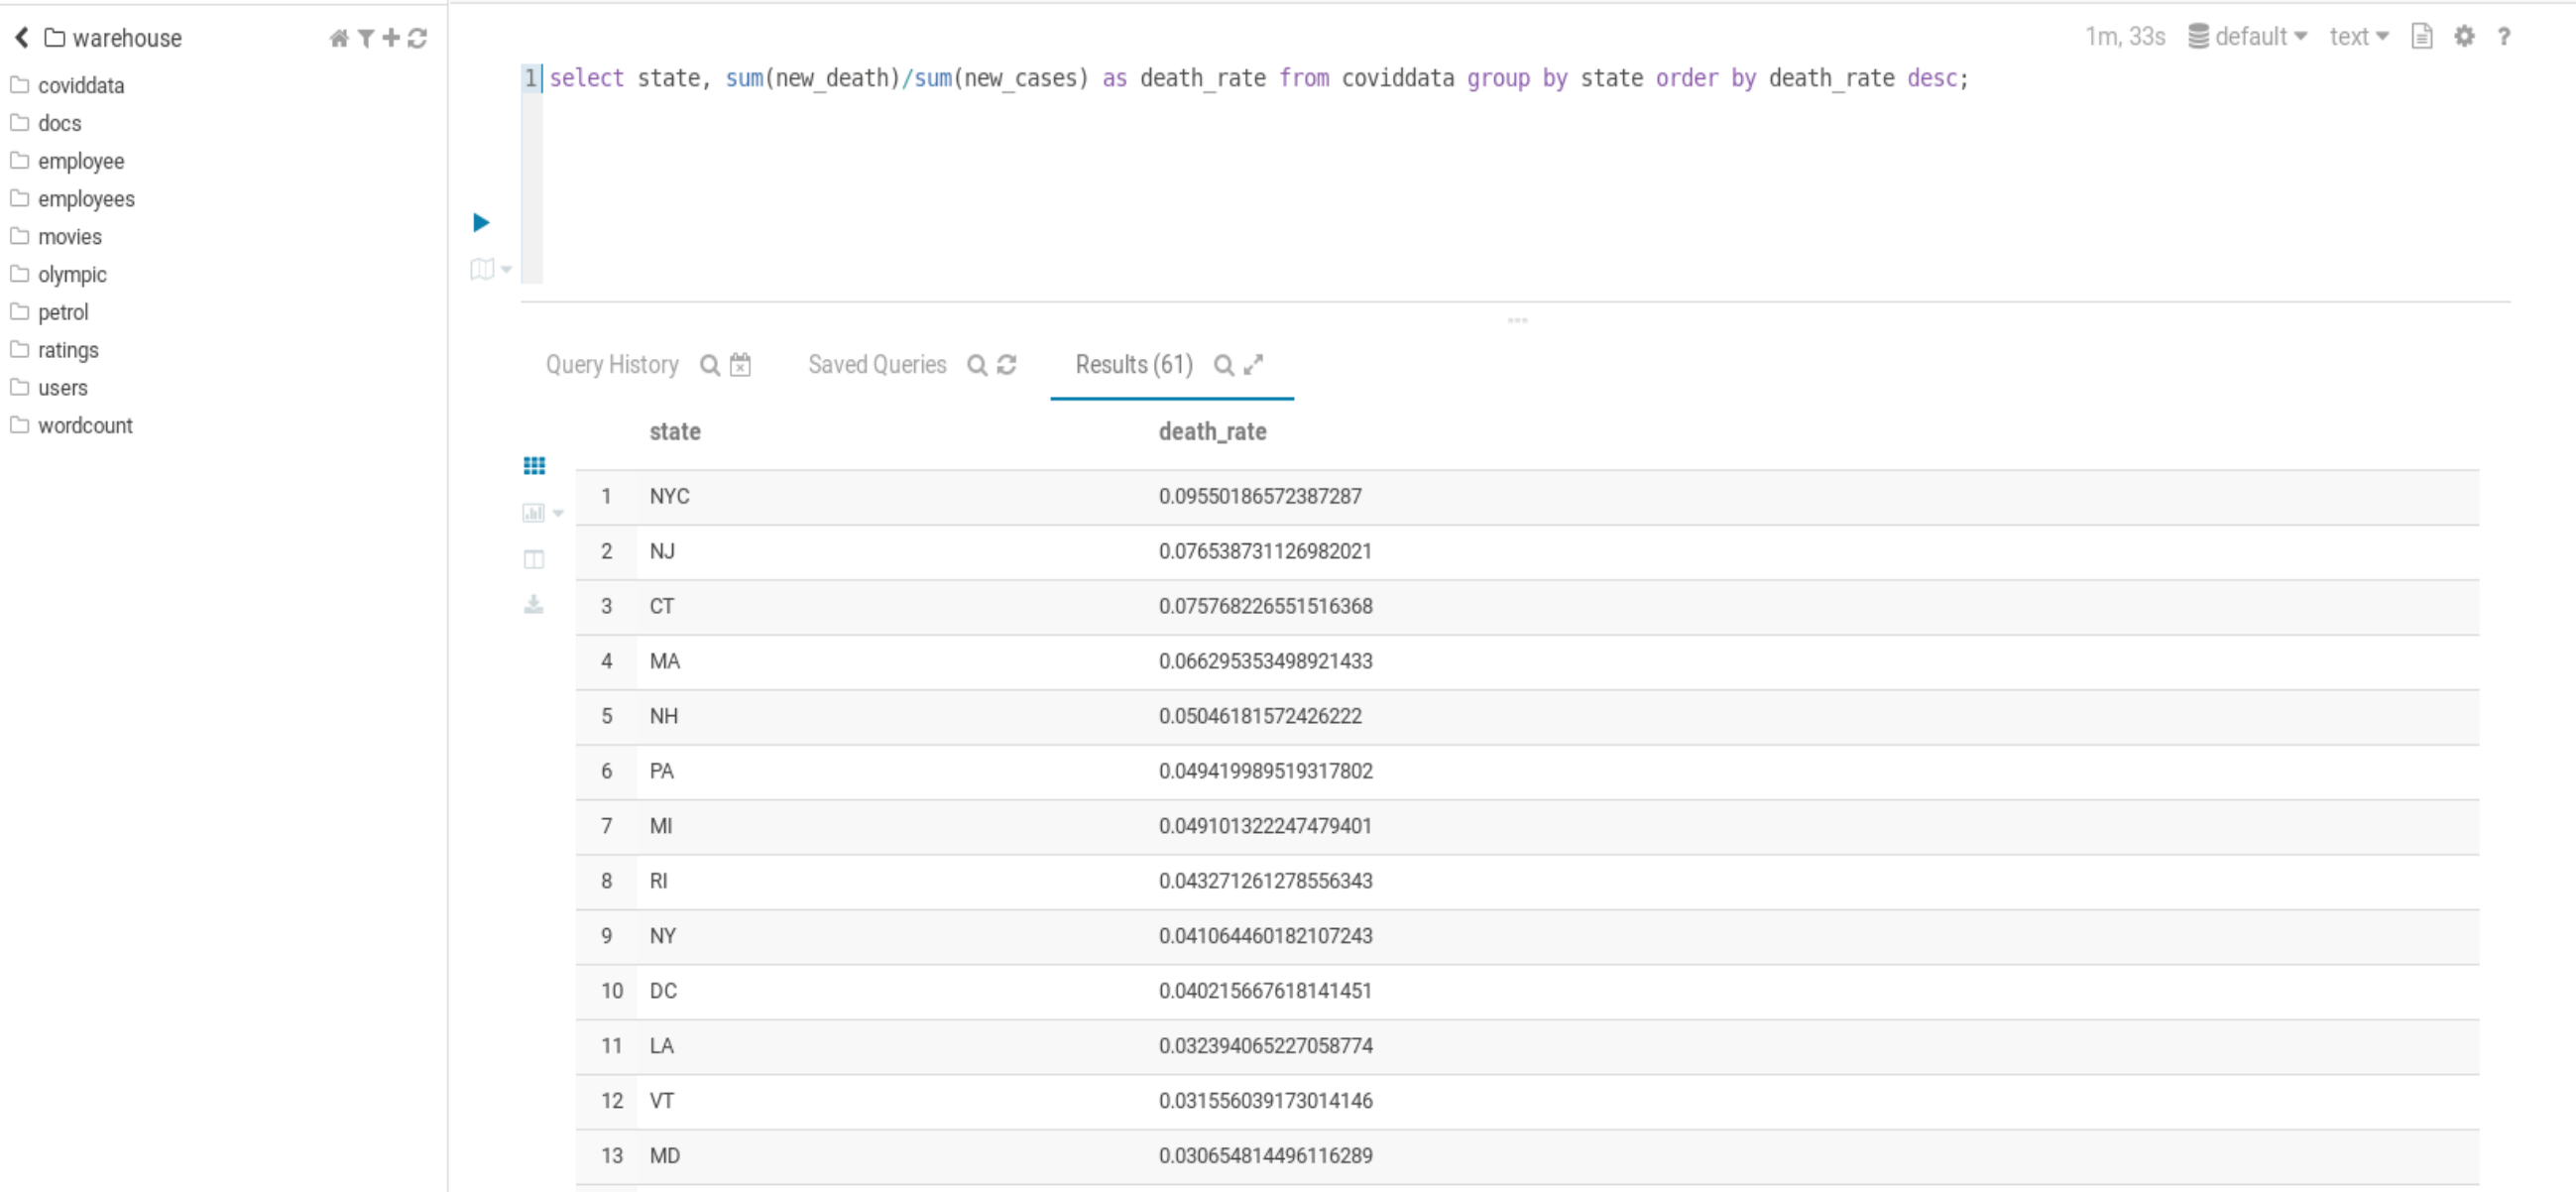 warehouse
coviddata
docs
employee
employees
movies
olympic
petrol
ratings
users
wordcount
1m, 33s default text ?
1 select state, sum(new_death)/sum(new_cases) as death_rate from coviddata group by state order by death_rate desc;
Query History Saved Queries Results (61)
state death_rate
1 NYC 0.09550186572387287
2 NJ 0.076538731126982021
3 CT 0.075768226551516368
4 MA 0.066295353498921433
5 NH 0.05046181572426222
6 PA 0.049419989519317802
7 MI 0.049101322247479401
8 RI 0.043271261278556343
9 NY 0.041064460182107243
10 DC 0.040215667618141451
11 LA 0.032394065227058774
12 VT 0.031556039173014146
13 MD 0.030654814496116289